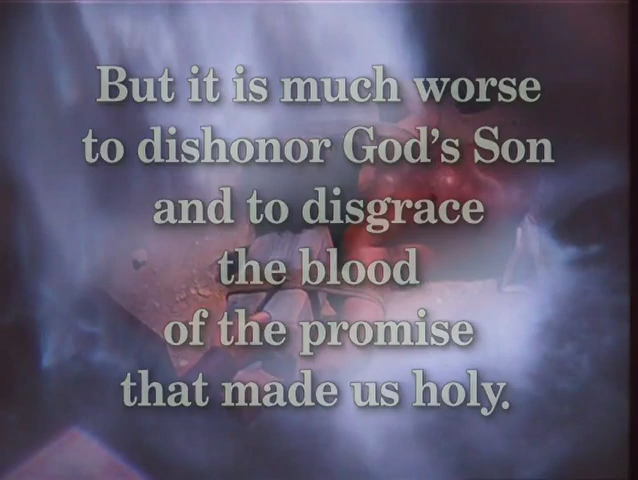 But it is much worse
to dishonor God's Son
and to disgrace
the blood
of the promise
that made us holy.